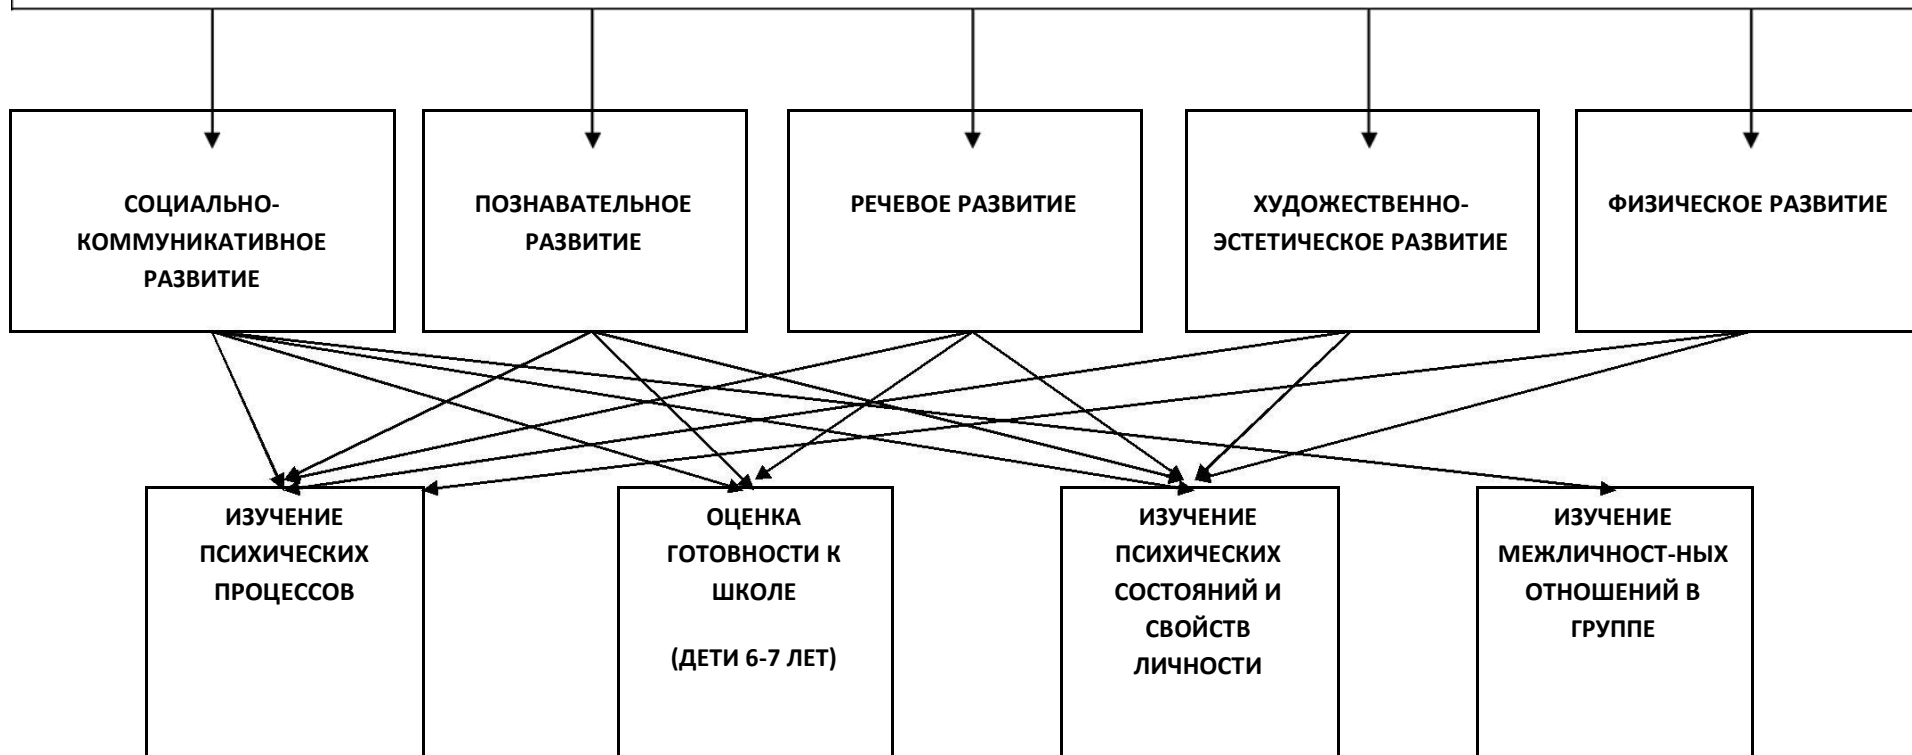 СОЦИАЛЬНО-
КОММУНИКАТИВНОЕ
РАЗВИТИЕ
ПОЗНАВАТЕЛЬНОЕ
РАЗВИТИЕ
РЕЧЕВОЕ РАЗВИТИЕ
ХУДОЖЕСТВЕННО-
ЭСТЕТИЧЕСКОЕ РАЗВИТИЕ
ФИЗИЧЕСКОЕ РАЗВИТИЕ
ИЗУЧЕНИЕ
ПСИХИЧЕСКИХ
ПРОЦЕССОВ
ОЦЕНКА
ГОТОВНОСТИ К
ШКОЛЕ
(ДЕТИ 6-7 ЛЕТ)
ИЗУЧЕНИЕ
ПСИХИЧЕСКИХ
СОСТОЯНИЙ И
СВОЙСТВ
ЛИЧНОСТИ
ИЗУЧЕНИЕ
МЕЖЛИЧНОСТ-НЫХ
ОТНОШЕНИЙ В
ГРУППЕ